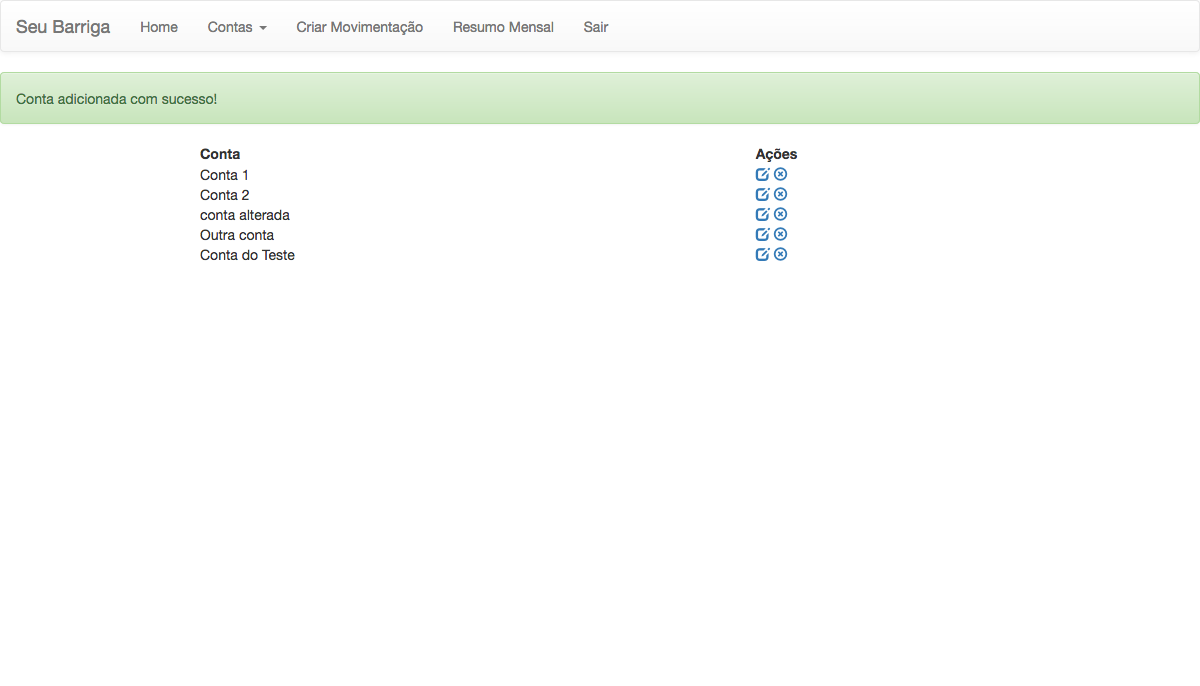 Seu Barriga Home Contas Criar Movimentação Resumo Mensal Sair
Conta adicionada com sucesso!
Conta Ações
Conta 1
Conta 2
conta alterada
Outra conta
Conta do Teste